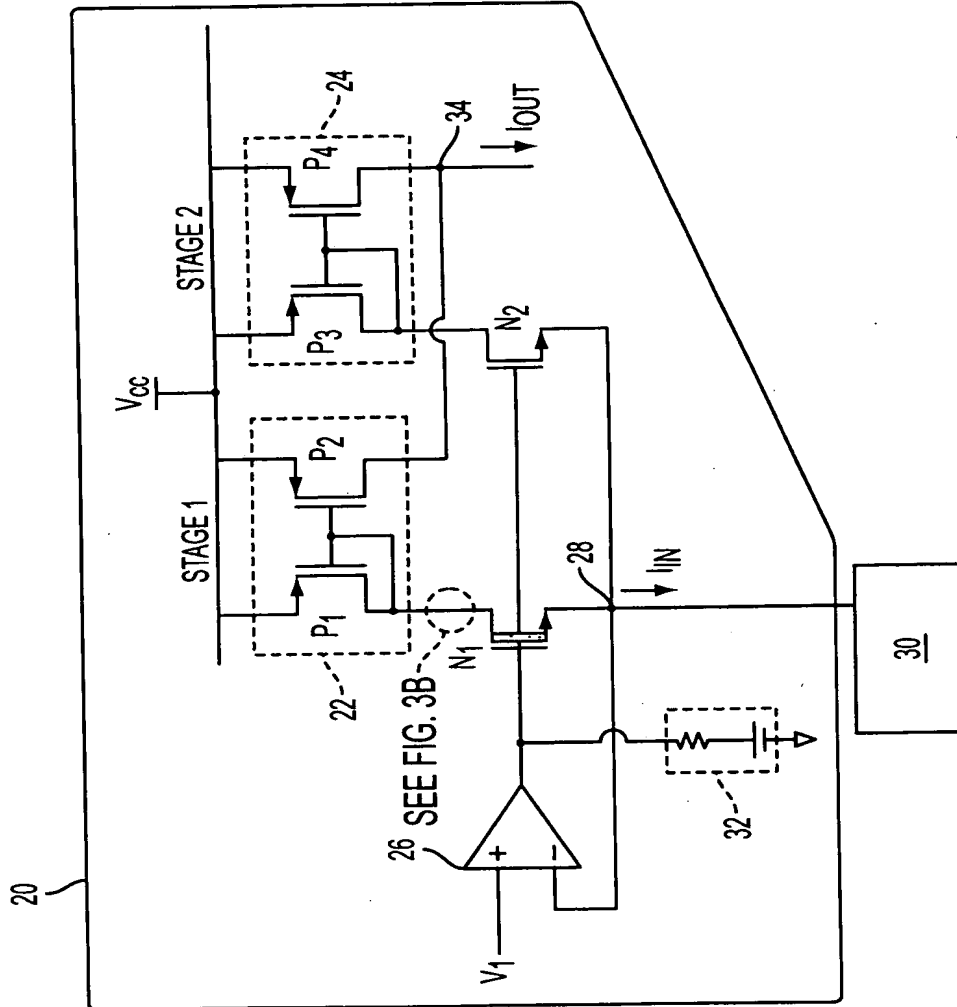 20
VCC
STAGE 1
STAGE 2
P1
P2
P3
P4
22
24
34
IOUT
SEE FIG. 3B
N1
N2
28
IIN
26
+
−
V1
32
30